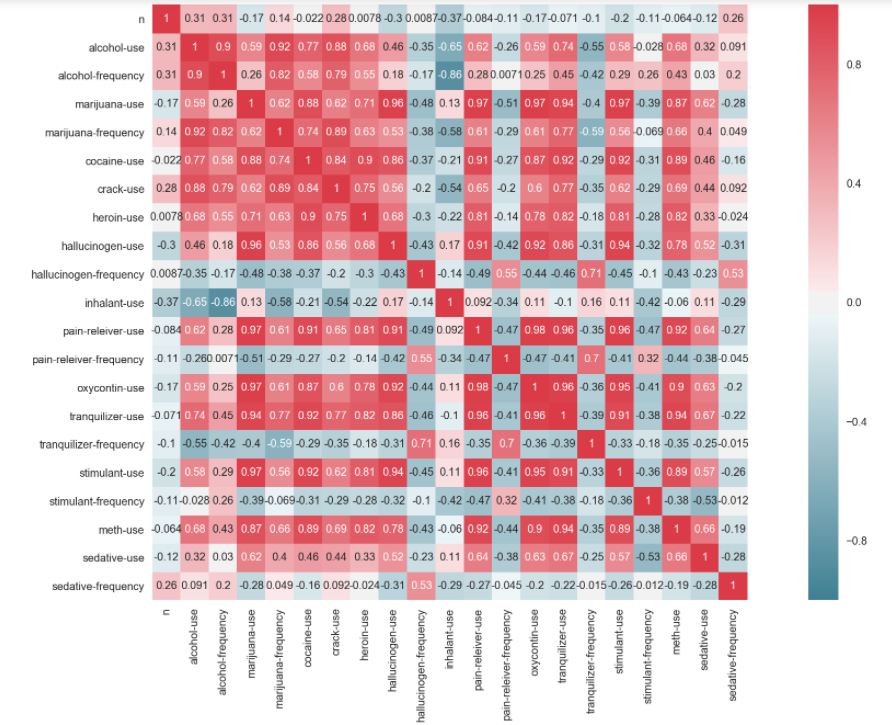 n 1 0.31 0.31 -0.17 0.14 -0.022 0.28 0.0078 -0.3 0.0087 -0.37 -0.084 -0.11 -0.17 -0.071 -0.1 -0.2 -0.11 -0.064 -0.12 0.26
alcohol-use 0.31 1 0.9 0.59 0.92 0.77 0.88 0.68 0.46 -0.35 -0.65 0.62 -0.26 0.59 0.74 -0.55 0.58 -0.028 0.68 0.32 0.091
0.8
alcohol-frequency 0.31 0.9 1 0.26 0.82 0.58 0.79 0.55 0.18 -0.17 -0.86 0.28 0.0071 0.25 0.45 -0.42 0.29 0.26 0.43 0.03 0.2
marijuana-use -0.17 0.59 0.26 1 0.62 0.88 0.62 0.71 0.96 -0.48 0.13 0.97 -0.51 0.97 0.94 -0.4 0.97 -0.39 0.87 0.62 -0.28
marijuana-frequency 0.14 0.92 0.82 0.62 1 0.74 0.89 0.63 0.53 -0.38 -0.58 0.61 -0.29 0.61 0.77 -0.59 0.56 -0.069 0.66 0.4 0.049
cocaine-use -0.022 0.77 0.58 0.88 0.74 1 0.84 0.9 0.86 -0.37 -0.21 0.91 -0.27 0.87 0.92 -0.29 0.92 -0.31 0.89 0.46 -0.16
0.4
crack-use 0.28 0.88 0.79 0.62 0.89 0.84 1 0.75 0.56 -0.2 -0.54 0.65 -0.2 0.6 0.77 -0.35 0.62 -0.29 0.69 0.44 0.092
heroin-use 0.0078 0.68 0.55 0.71 0.63 0.9 0.75 1 0.68 -0.3 -0.22 0.81 -0.14 0.78 0.82 -0.18 0.81 -0.28 0.82 0.33 -0.024
hallucinogen-use -0.3 0.46 0.18 0.96 0.53 0.86 0.56 0.68 1 -0.43 0.17 0.91 -0.42 0.92 0.86 -0.31 0.94 -0.32 0.78 0.52 -0.31
hallucinogen-frequency 0.0087 -0.35 -0.17 -0.48 -0.38 -0.37 -0.2 -0.3 -0.43 1 -0.14 -0.49 0.55 -0.44 -0.46 0.71 -0.45 -0.1 -0.43 -0.23 0.53
inhalant-use -0.37 -0.65 -0.86 0.13 -0.58 -0.21 -0.54 -0.22 0.17 -0.14 1 0.092 -0.34 0.11 -0.1 0.16 0.11 -0.42 -0.06 0.11 -0.29
0.0
pain-releiver-use -0.084 0.62 0.28 0.97 0.61 0.91 0.65 0.81 0.91 -0.49 0.092 1 -0.47 0.98 0.96 -0.35 0.96 -0.47 0.92 0.64 -0.27
pain-releiver-frequency -0.11 -0.26 0.0071 -0.51 -0.29 -0.27 -0.2 -0.14 -0.42 0.55 -0.34 -0.47 1 -0.47 -0.41 0.7 -0.41 0.32 -0.44 -0.38 -0.045
oxycontin-use -0.17 0.59 0.25 0.97 0.61 0.87 0.6 0.78 0.92 -0.44 0.11 0.98 -0.47 1 0.96 -0.36 0.95 -0.41 0.9 0.63 -0.2
tranquilizer-use -0.071 0.74 0.45 0.94 0.77 0.92 0.77 0.82 0.86 -0.46 -0.1 0.96 -0.41 0.96 1 -0.39 0.91 -0.38 0.94 0.67 -0.22
−0.4
tranquilizer-frequency -0.1 -0.55 -0.42 -0.4 -0.59 -0.29 -0.35 -0.18 -0.31 0.71 0.16 -0.35 0.7 -0.36 -0.39 1 -0.33 -0.18 -0.35 -0.25 -0.015
stimulant-use -0.2 0.58 0.29 0.97 0.56 0.92 0.62 0.81 0.94 -0.45 0.11 0.96 -0.41 0.95 0.91 -0.33 1 -0.36 0.89 0.57 -0.26
stimulant-frequency -0.11 -0.028 0.26 -0.39 -0.069 -0.31 -0.29 -0.28 -0.32 -0.1 -0.42 -0.47 0.32 -0.41 -0.38 -0.18 -0.36 1 -0.38 -0.53 -0.012
meth-use -0.064 0.68 0.43 0.87 0.66 0.89 0.69 0.82 0.78 -0.43 -0.06 0.92 -0.44 0.9 0.94 -0.35 0.89 -0.38 1 0.66 -0.19
−0.8
sedative-use -0.12 0.32 0.03 0.62 0.4 0.46 0.44 0.33 0.52 -0.23 0.11 0.64 -0.38 0.63 0.67 -0.25 0.57 -0.53 0.66 1 -0.28
sedative-frequency 0.26 0.091 0.2 -0.28 0.049 -0.16 0.092 -0.024 -0.31 0.53 -0.29 -0.27 -0.045 -0.2 -0.22 -0.015 -0.26 -0.012 -0.19 -0.28 1
n
alcohol-use
alcohol-frequency
marijuana-use
marijuana-frequency
cocaine-use
crack-use
heroin-use
hallucinogen-use
hallucinogen-frequency
inhalant-use
pain-releiver-use
pain-releiver-frequency
oxycontin-use
tranquilizer-use
tranquilizer-frequency
stimulant-use
stimulant-frequency
meth-use
sedative-use
sedative-frequency